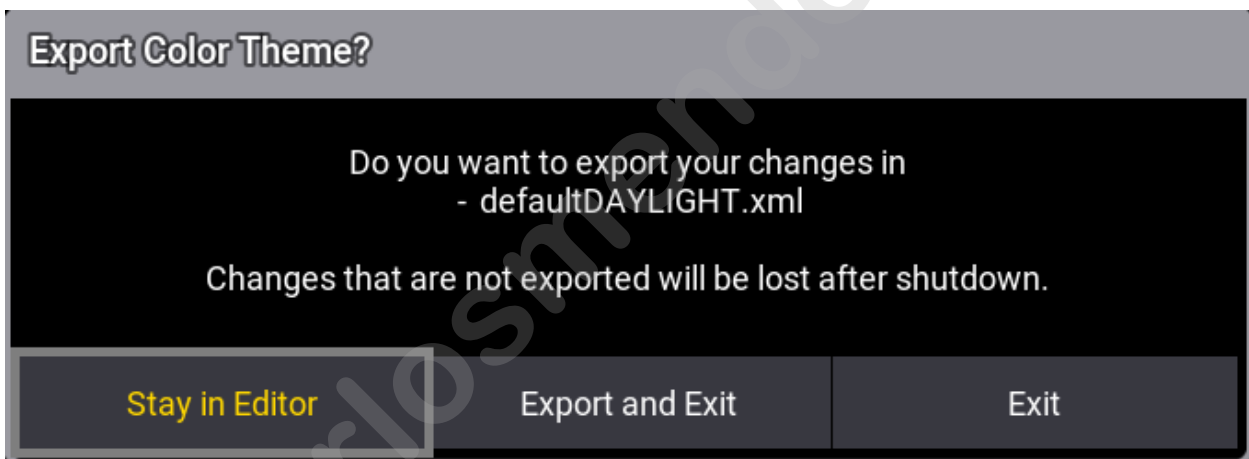 Export Color Theme?
Do you want to export your changes in
- defaultDAYLIGHT.xml
Changes that are not exported will be lost after shutdown.
Stay in Editor
Export and Exit
Exit